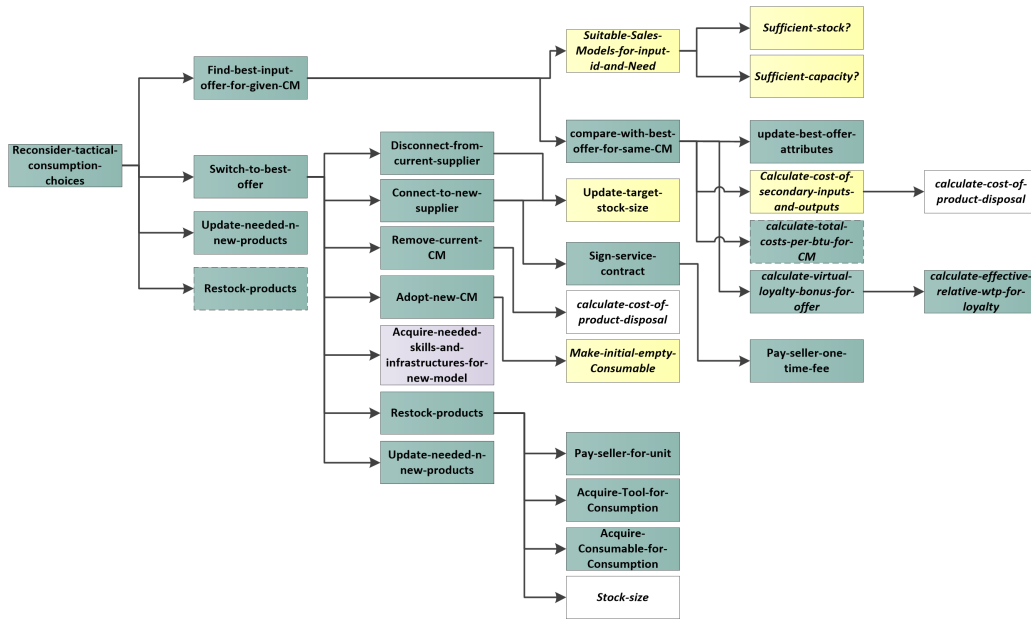 Reconsider-tactical-
consumption-
choices
Find-best-input-
offer-for-given-CM
Switch-to-best-
offer
Update-needed-n-
new-products
Restock-products
Disconnect-from-
current-supplier
Connect-to-new-
supplier
Remove-current-
CM
Adopt-new-CM
Acquire-needed-
skills-and-
infrastructures-for-
new-model
Restock-products
Update-needed-n-
new-products
Suitable-Sales-
Models-for-input-
id-and-Need
compare-with-best-
offer-for-same-CM
Update-target-
stock-size
Sign-service-
contract
calculate-cost-of-
product-disposal
Make-initial-empty-
Consumable
Pay-seller-for-unit
Acquire-Tool-for-
Consumption
Acquire-
Consumable-for-
Consumption
Stock-size
Sufficient-stock?
Sufficient-capacity?
update-best-offer-
attributes
Calculate-cost-of-
secondary-inputs-
and-outputs
calculate-total-
costs-per-btu-for-
CM
calculate-virtual-
loyalty-bonus-for-
offer
Pay-seller-one-
time-fee
calculate-cost-of-
product-disposal
calculate-effective-
relative-wtp-for-
loyalty